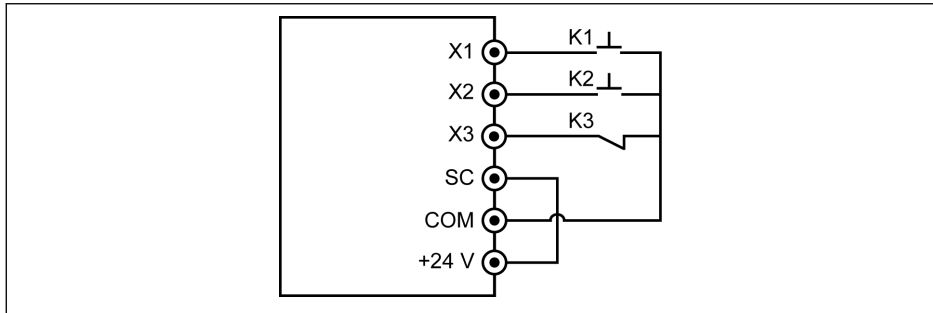 X1 K1
X2 K2
X3 K3
SC
COM
+24 V